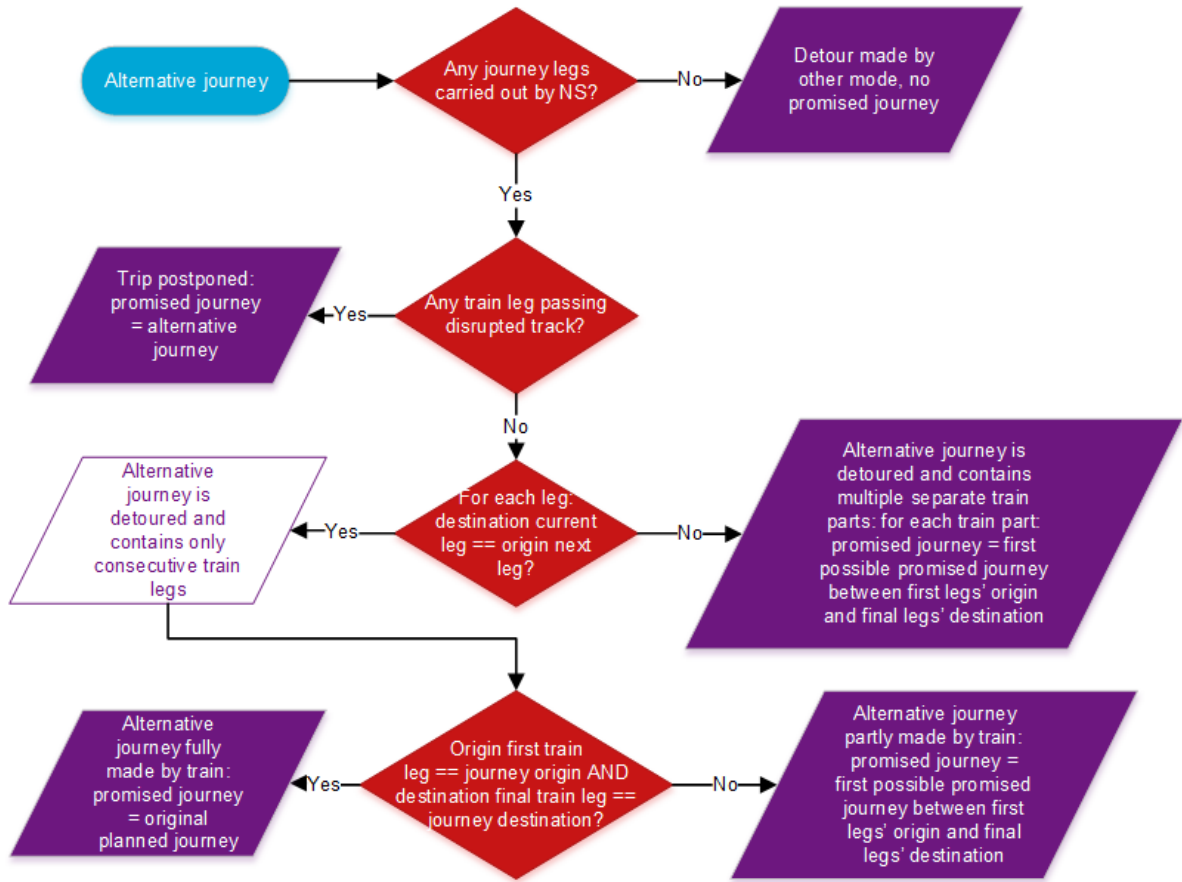 Alternative journey
Any journey legs
carried out by NS?
No
Detour made by
other mode, no
promised journey
Yes
Trip postponed:
promised journey
= alternative
journey
Yes
Any train leg passing
disrupted track?
No
Alternative
journey is
detoured and
contains only
consecutive train
legs
Yes
For each leg:
destination current
leg == origin next
leg?
No
Alternative journey is
detoured and contains
multiple separate train
parts: for each train part:
promised journey = first
possible promised journey
between first legs' origin
and final legs' destination
Alternative
journey fully
made by train:
promised journey
= original
planned journey
Yes
Origin first train
leg == journey origin AND
destination final train leg ==
journey destination?
No
Alternative journey
partly made by train:
promised journey =
first possible promised
journey between first
legs' origin and final
legs' destination